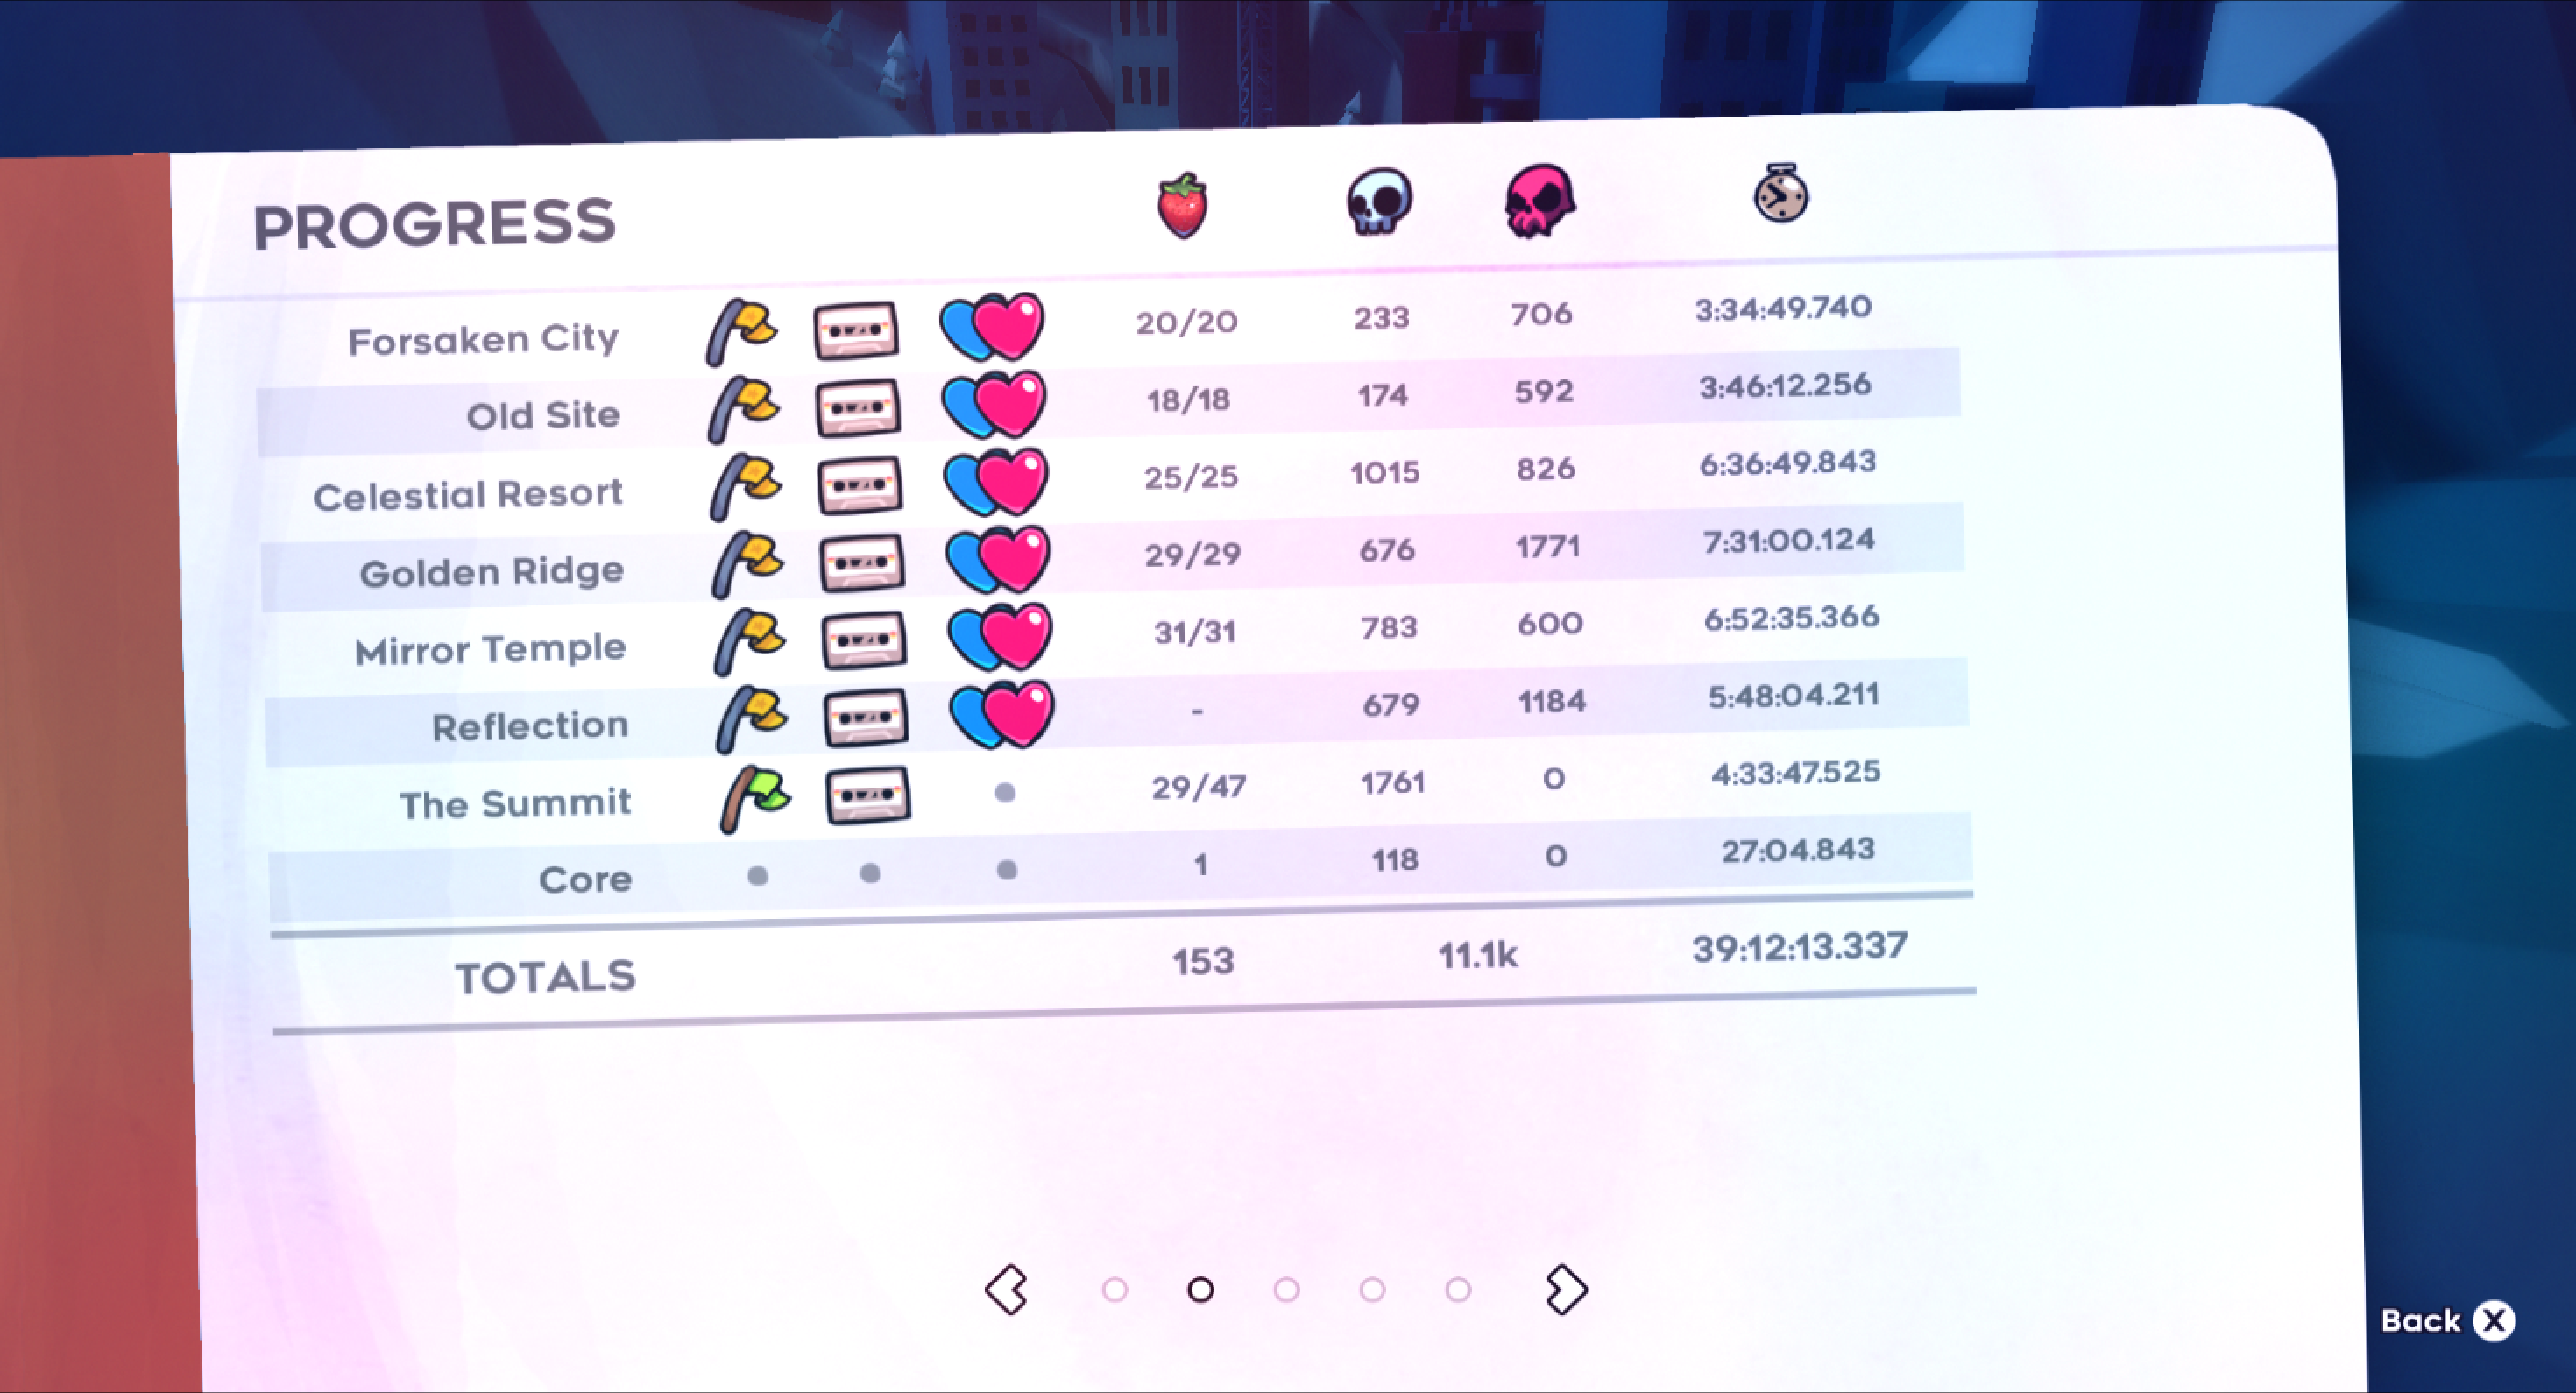 PROGRESS
Forsaken City 20/20 233 706 3:34:49.740
Old Site 18/18 174 592 3:46:12.256
Celestial Resort 25/25 1015 826 6:36:49.843
Golden Ridge 29/29 676 1771 7:31:00.124
Mirror Temple 31/31 783 600 6:52:35.366
Reflection - 679 1184 5:48:04.211
The Summit 29/47 1761 0 4:33:47.525
Core 1 118 0 27:04.843
TOTALS 153 11.1k 39:12:13.337
Back X